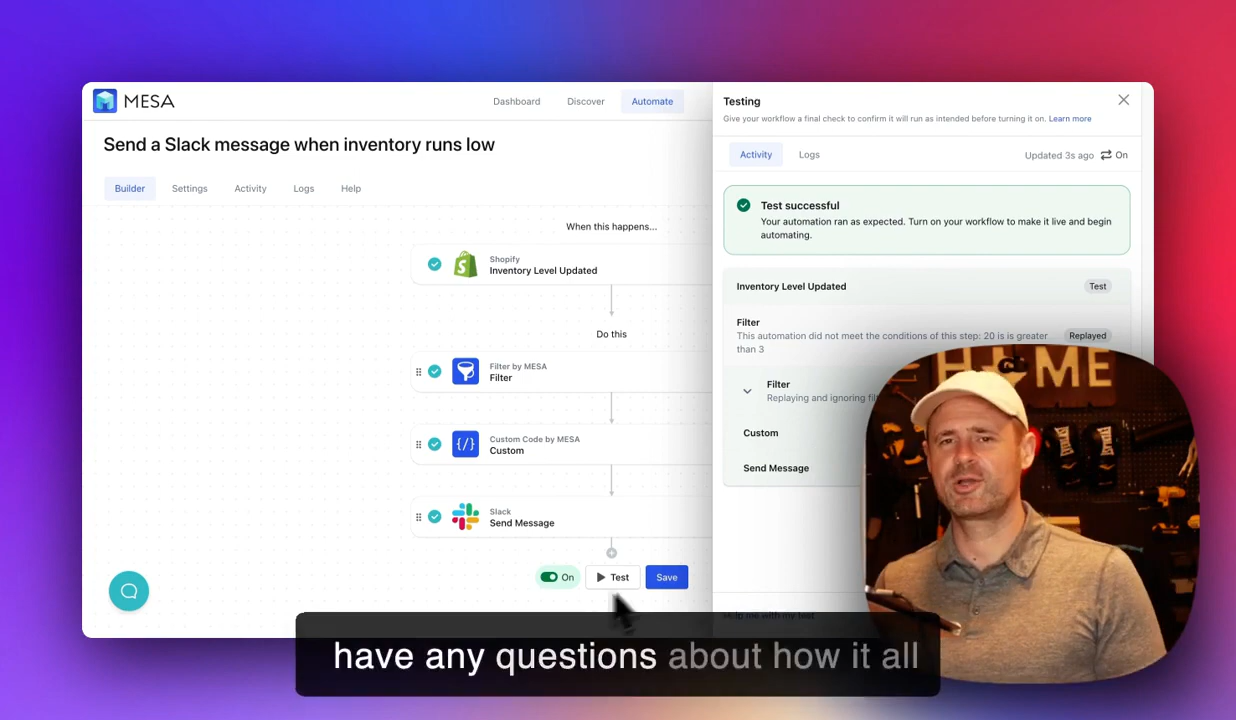 MESA
Dashboard
Discover
Automate
Send a Slack message when inventory runs low
Builder
Settings
Activity
Logs
Help
When this happens...
Shopify
Inventory Level Updated
Do this
Filter by MESA
Filter
Custom Code by MESA
{/}
Custom
Slack
Send Message
On
Test
Save
Testing
Give your workflow a final check to confirm it will run as intended before turning it on. Learn more
Activity
Logs
Updated 3s ago
On
Test successful
Your automation ran as expected. Turn on your workflow to make it live and begin
automating.
Inventory Level Updated
Test
Filter
This automation did not meet the conditions of this step: 20 is is greater
than 3
Replayed
Filter
Replaying and ignoring
Custom
Send Message
Help me with my test
HOME
have any questions about how it all